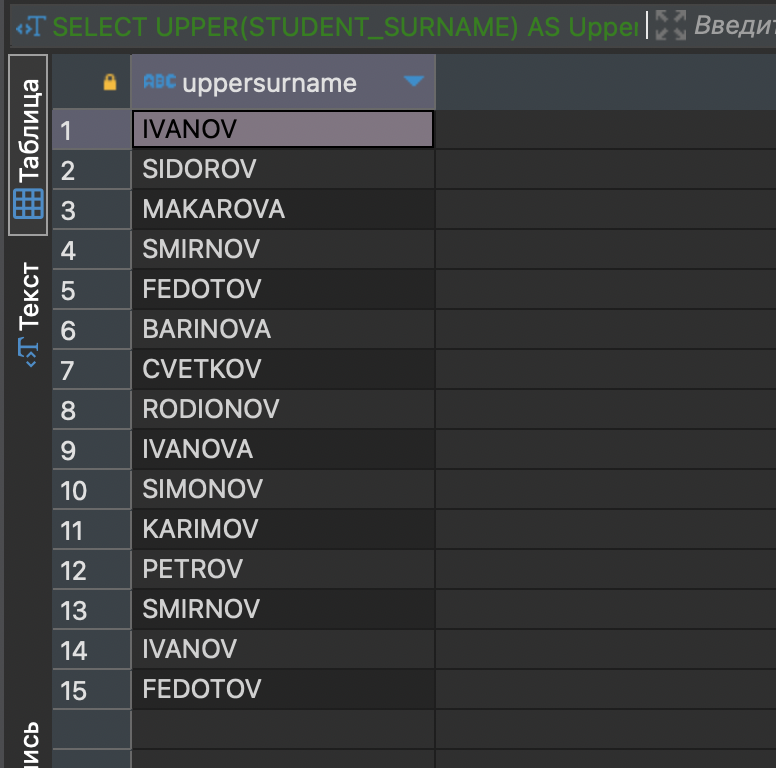 SELECT UPPER(STUDENT_SURNAME) AS Upper
Введит
Таблица
Текст
ABC uppersurname
1 IVANOV
2 SIDOROV
3 MAKAROVA
4 SMIRNOV
5 FEDOTOV
6 BARINOVA
7 CVETKOV
8 RODIONOV
9 IVANOVA
10 SIMONOV
11 KARIMOV
12 PETROV
13 SMIRNOV
14 IVANOV
15 FEDOTOV